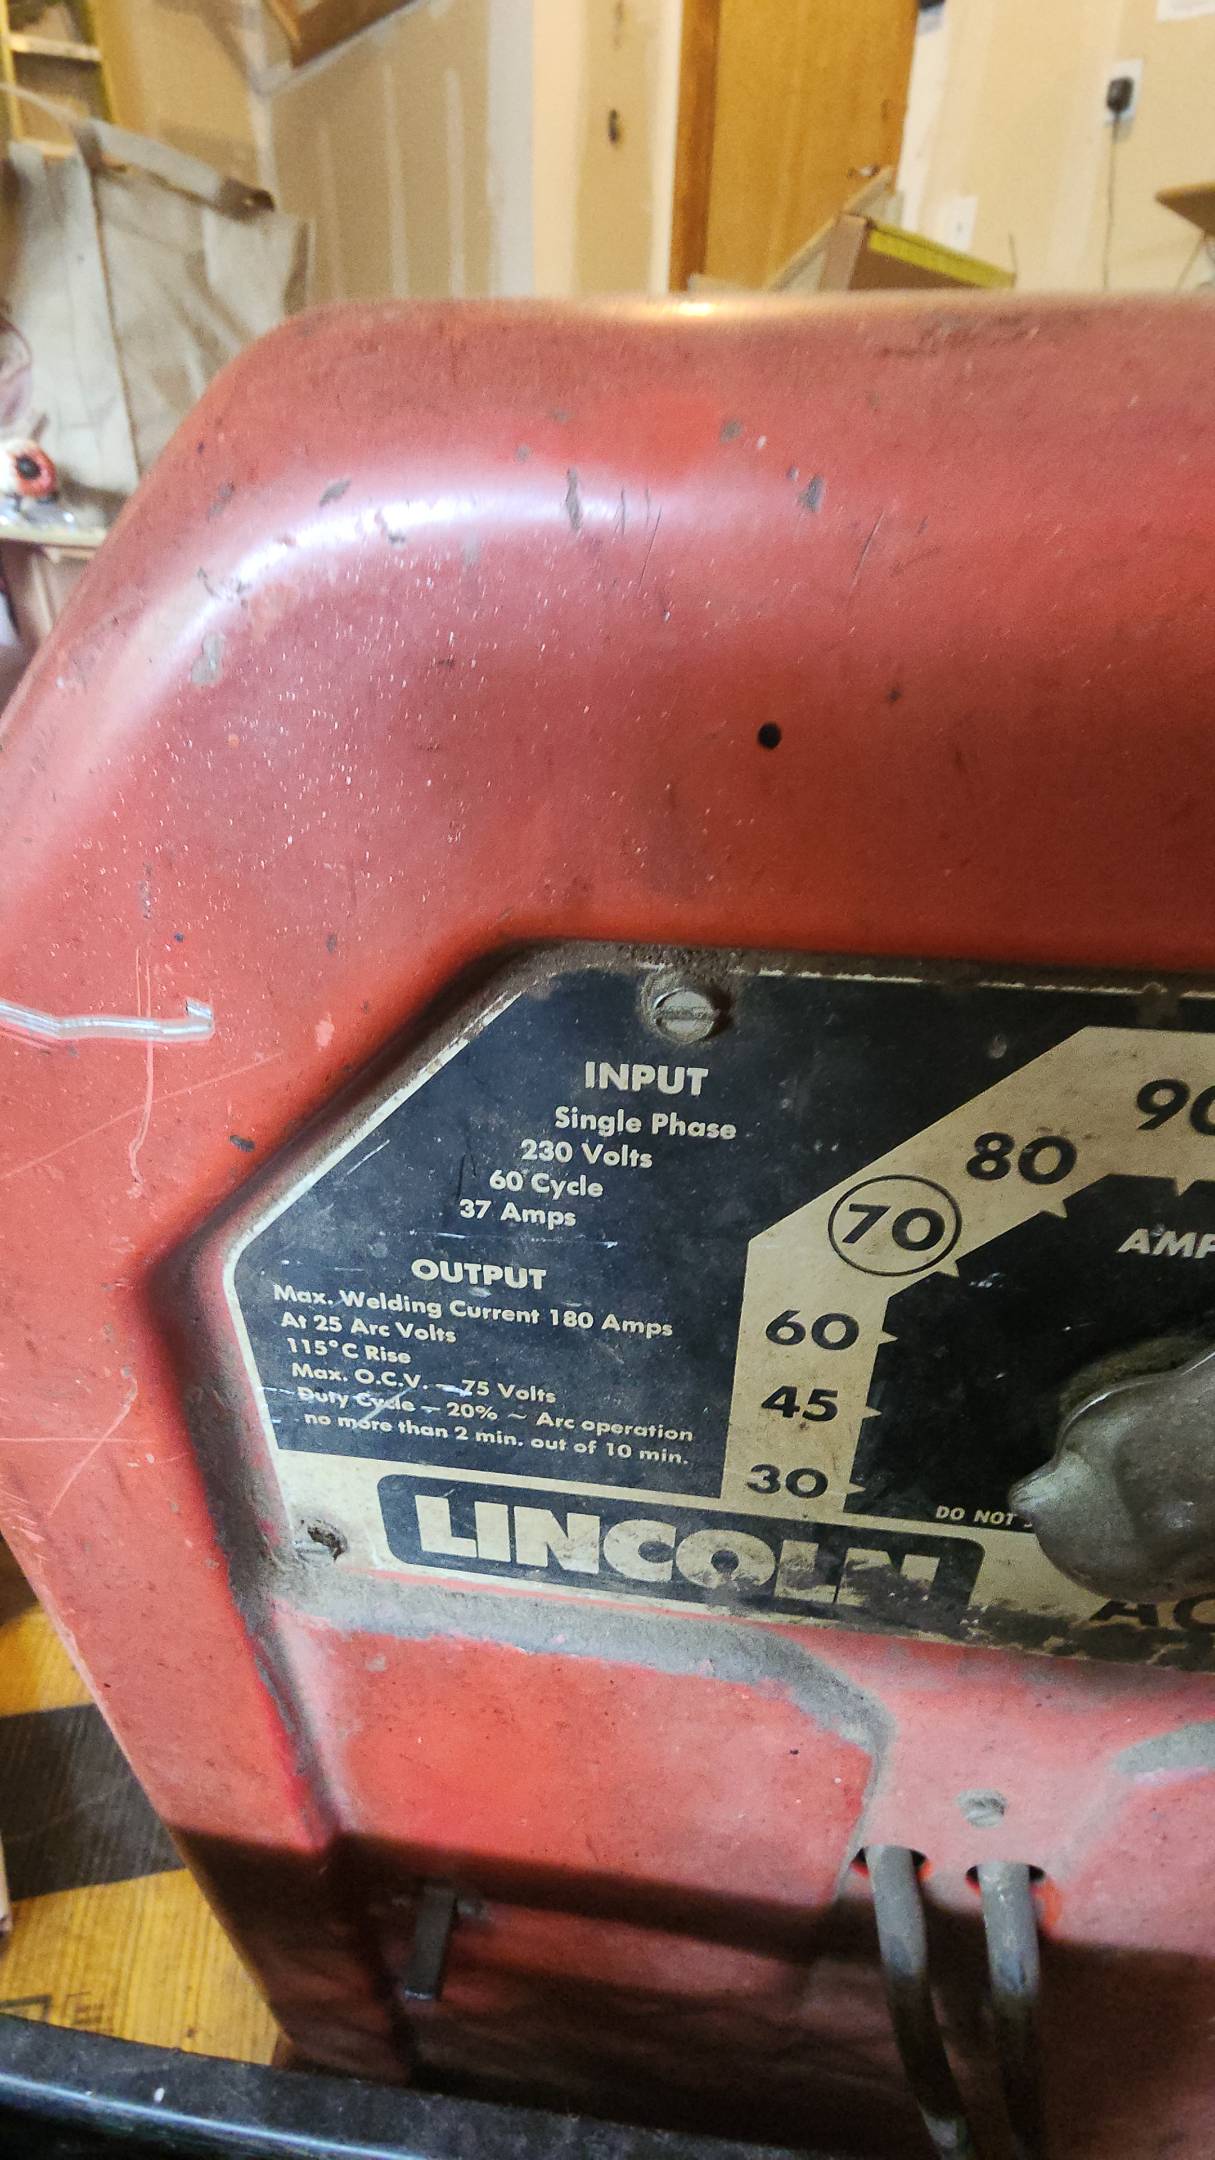 INPUT
Single Phase
230 Volts
60 Cycle
37 Amps
OUTPUT
Max. Welding Current 180 Amps
At 25 Arc Volts
115°C Rise
Max. O.C.V. — 75 Volts
Duty Cycle — 20% ~ Arc operation
no more than 2 min. out of 10 min.
90
80
70
60
45
30
AMP
DO NOT
LINCOLN
AC